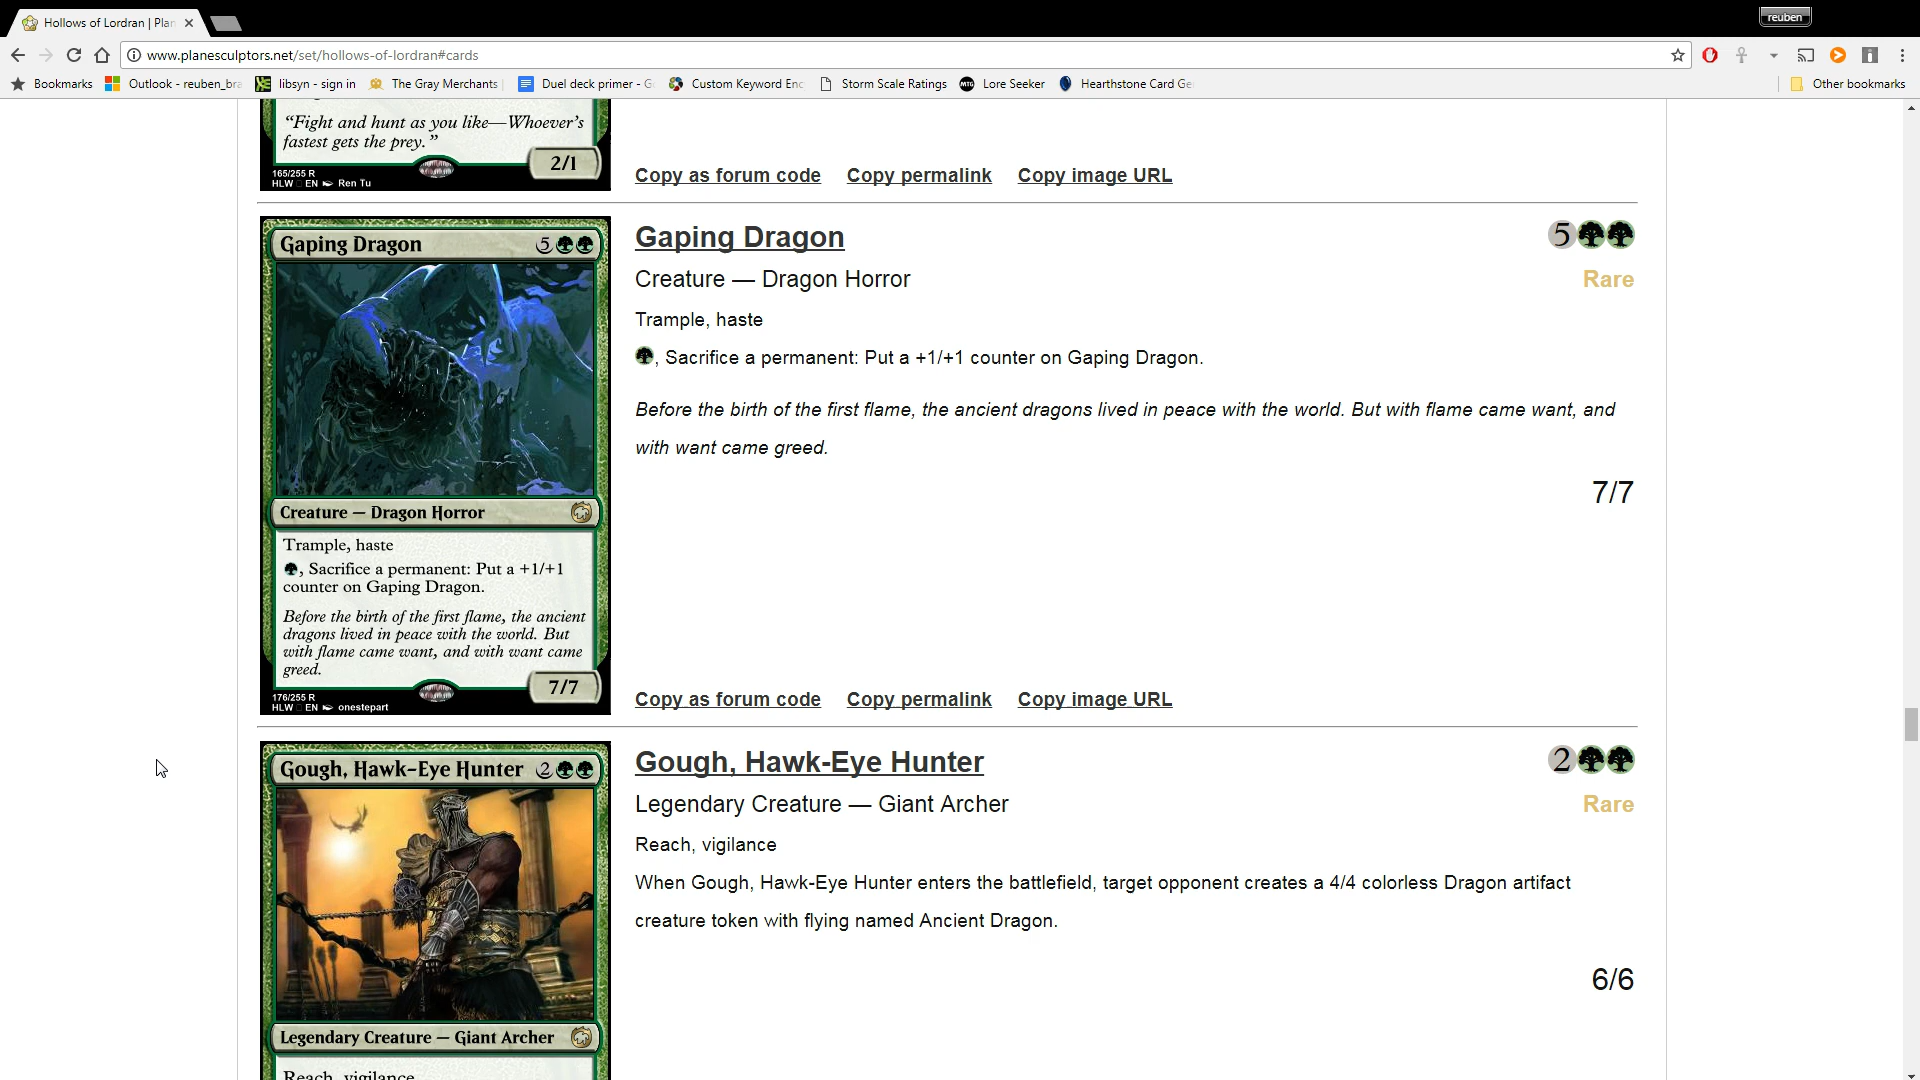 Hollows of Lordran | Plan
reuben
www.planesculptors.net/set/hollows-of-lordran#cards
Bookmarks
Outlook - reuben_bra
libsyn - sign in
The Gray Merchants
Duel deck primer - G
Custom Keyword Enc
Storm Scale Ratings
MTG
Lore Seeker
Hearthstone Card Ge
Other bookmarks
“Fight and hunt as you like—Whoever’s
fastest gets the prey.”
2/1
165/255 R
HLW EN Ren Tu
Copy as forum code Copy permalink Copy image URL
Gaping Dragon 5
Trample, haste
Creature — Dragon Horror
Trample, haste
, Sacrifice a permanent: Put a +1/+1
counter on Gaping Dragon.
Before the birth of the first flame, the ancient
dragons lived in peace with the world. But
with flame came want, and with want came
greed.
7/7
176/255 R
HLW EN onestepart
Gaping Dragon 5
Creature — Dragon Horror Rare
Trample, haste
, Sacrifice a permanent: Put a +1/+1 counter on Gaping Dragon.
Before the birth of the first flame, the ancient dragons lived in peace with the world. But with flame came want, and
with want came greed.
7/7
Copy as forum code Copy permalink Copy image URL
Gough, Hawk-Eye Hunter 2
Legendary Creature — Giant Archer
Reach, vigilance
Gough, Hawk-Eye Hunter 2
Legendary Creature — Giant Archer Rare
Reach, vigilance
When Gough, Hawk-Eye Hunter enters the battlefield, target opponent creates a 4/4 colorless Dragon artifact
creature token with flying named Ancient Dragon.
6/6